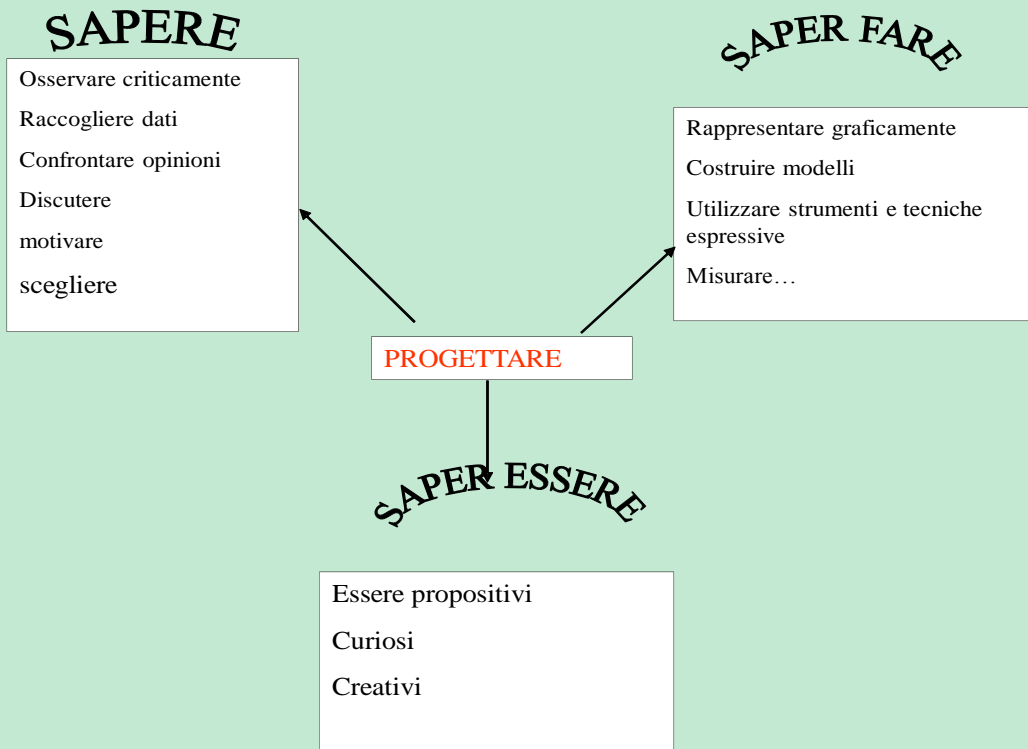 SAPERE
Osservare criticamente
Raccogliere dati
Confrontare opinioni
Discutere
motivare
scegliere
SAPER FARE
Rappresentare graficamente
Costruire modelli
Utilizzare strumenti e tecniche
espressive
Misurare…
PROGETTARE
SAPER ESSERE
Essere propositivi
Curiosi
Creativi